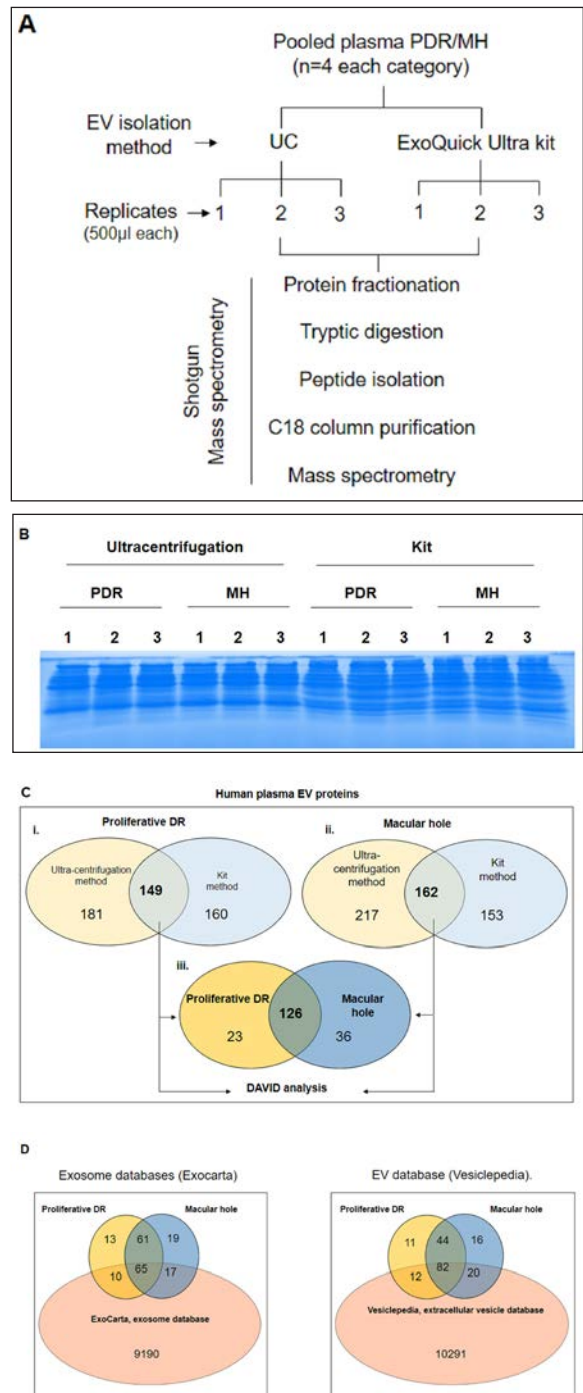 A
Pooled plasma PDR/MH
(n=4 each category)
EV isolation
method
UC
ExoQuick Ultra kit
Replicates
(500µl each)
1 2 3 1 2 3
Shotgun
Mass spectrometry
Protein fractionation
Tryptic digestion
Peptide isolation
C18 column purification
Mass spectrometry
B
Ultracentrifugation Kit
PDR MH PDR MH
1 2 3 1 2 3 1 2 3 1 2 3
C
Human plasma EV proteins
Proliferative DR
i.
Ultra-centrifugation
method
181
149
Kit
method
160
Macular hole
ii.
Ultra-
centrifugation
method
217
162
Kit
method
153
iii.
Proliferative DR
23
126
Macular
hole
36
DAVID analysis
D
Exosome databases (Exocarta)
Proliferative DR
Macular hole
13 61 19
10 65 17
ExoCarta, exosome database
9190
EV database (Vesiclepedia).
Proliferative DR
Macular hole
11 44 16
12 82 20
Vesiclepedia, extracellular vesicle database
10291